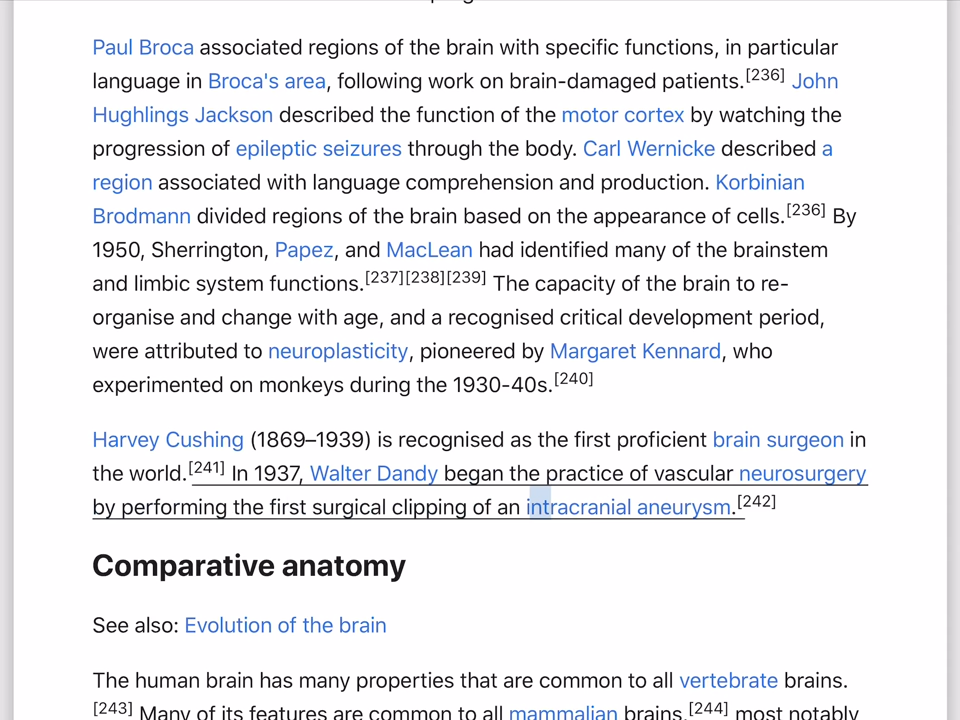 Paul Broca associated regions of the brain with specific functions, in particular
language in Broca's area, following work on brain-damaged patients.[236] John
Hughlings Jackson described the function of the motor cortex by watching the
progression of epileptic seizures through the body. Carl Wernicke described a
region associated with language comprehension and production. Korbinian
Brodmann divided regions of the brain based on the appearance of cells.[236] By
1950, Sherrington, Papez, and MacLean had identified many of the brainstem
and limbic system functions.[237][238][239] The capacity of the brain to re-
organise and change with age, and a recognised critical development period,
were attributed to neuroplasticity, pioneered by Margaret Kennard, who
experimented on monkeys during the 1930-40s.[240]
Harvey Cushing (1869–1939) is recognised as the first proficient brain surgeon in
the world.[241] In 1937, Walter Dandy began the practice of vascular neurosurgery
by performing the first surgical clipping of an intracranial aneurysm.[242]
Comparative anatomy
See also: Evolution of the brain
The human brain has many properties that are common to all vertebrate brains.
[243] Many of its features are common to all mammalian brains,[244] most notably